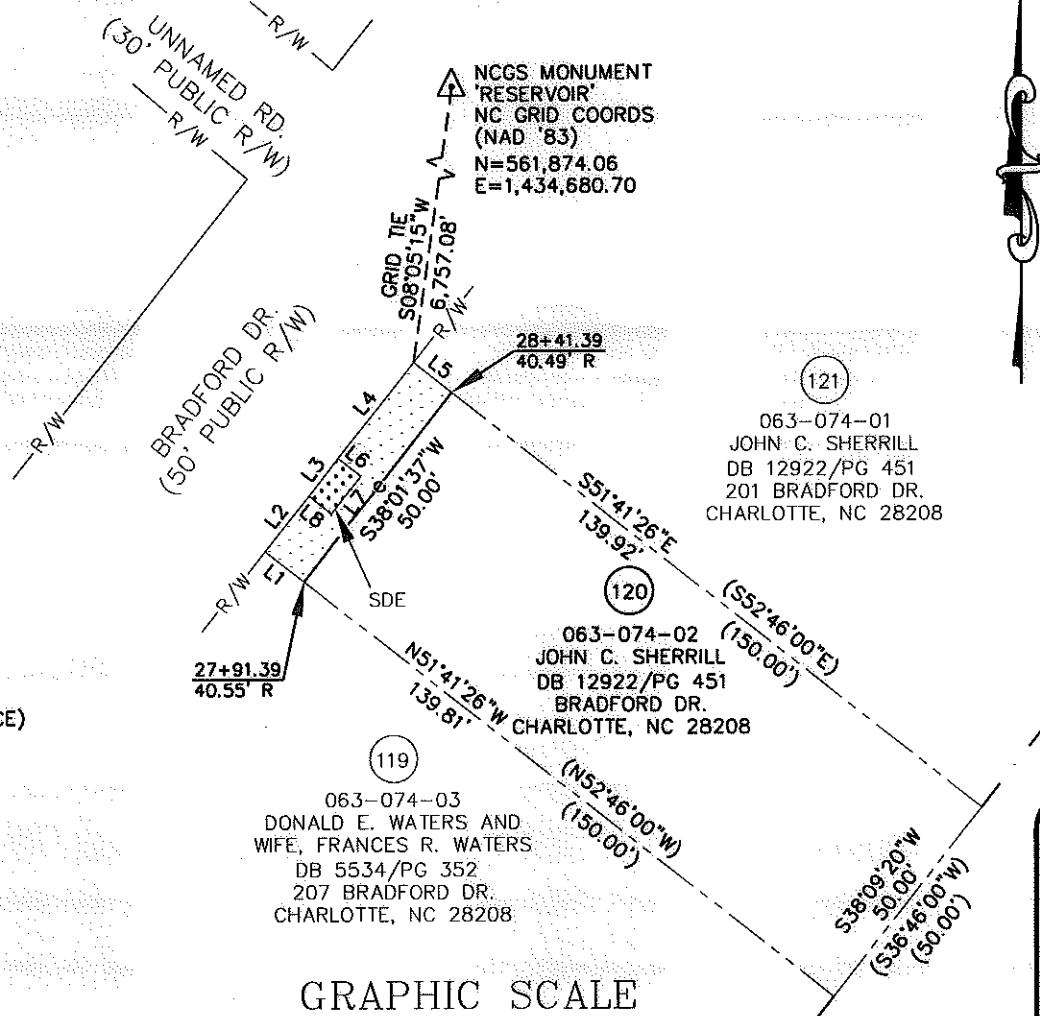 R/W
UNNAMED RD.
(30' PUBLIC R/W)
R/W
NCGS MONUMENT
'RESERVOIR'
NC GRID COORDS
(NAD '83)
N=561,874.06
E=1,434,680.70
GRID TIE
S08°05'15"W
6,757.08'
R/W
BRADFORD DR.
(50' PUBLIC R/W)
R/W
28+41.39
40.49' R
L5
L4
L3
L6
L2
L8
L7
e
S38°01'37"W
50.00'
L1
R/W
SDE
27+91.39
40.55' R
121
063-074-01
JOHN C. SHERRILL
DB 12922/PG 451
201 BRADFORD DR.
CHARLOTTE, NC 28208
S51°41'26"E
139.92'
(S52°46'00"E)
(150.00')
120
063-074-02
JOHN C. SHERRILL
DB 12922/PG 451
BRADFORD DR.
CHARLOTTE, NC 28208
N51°41'26"W
139.81'
(N52°46'00"W)
(150.00')
CE)
119
063-074-03
DONALD E. WATERS AND
WIFE, FRANCES R. WATERS
DB 5534/PG 352
207 BRADFORD DR.
CHARLOTTE, NC 28208
S38°09'20"W
50.00'
(S36°46'00"W)
(50.00')
GRAPHIC SCALE